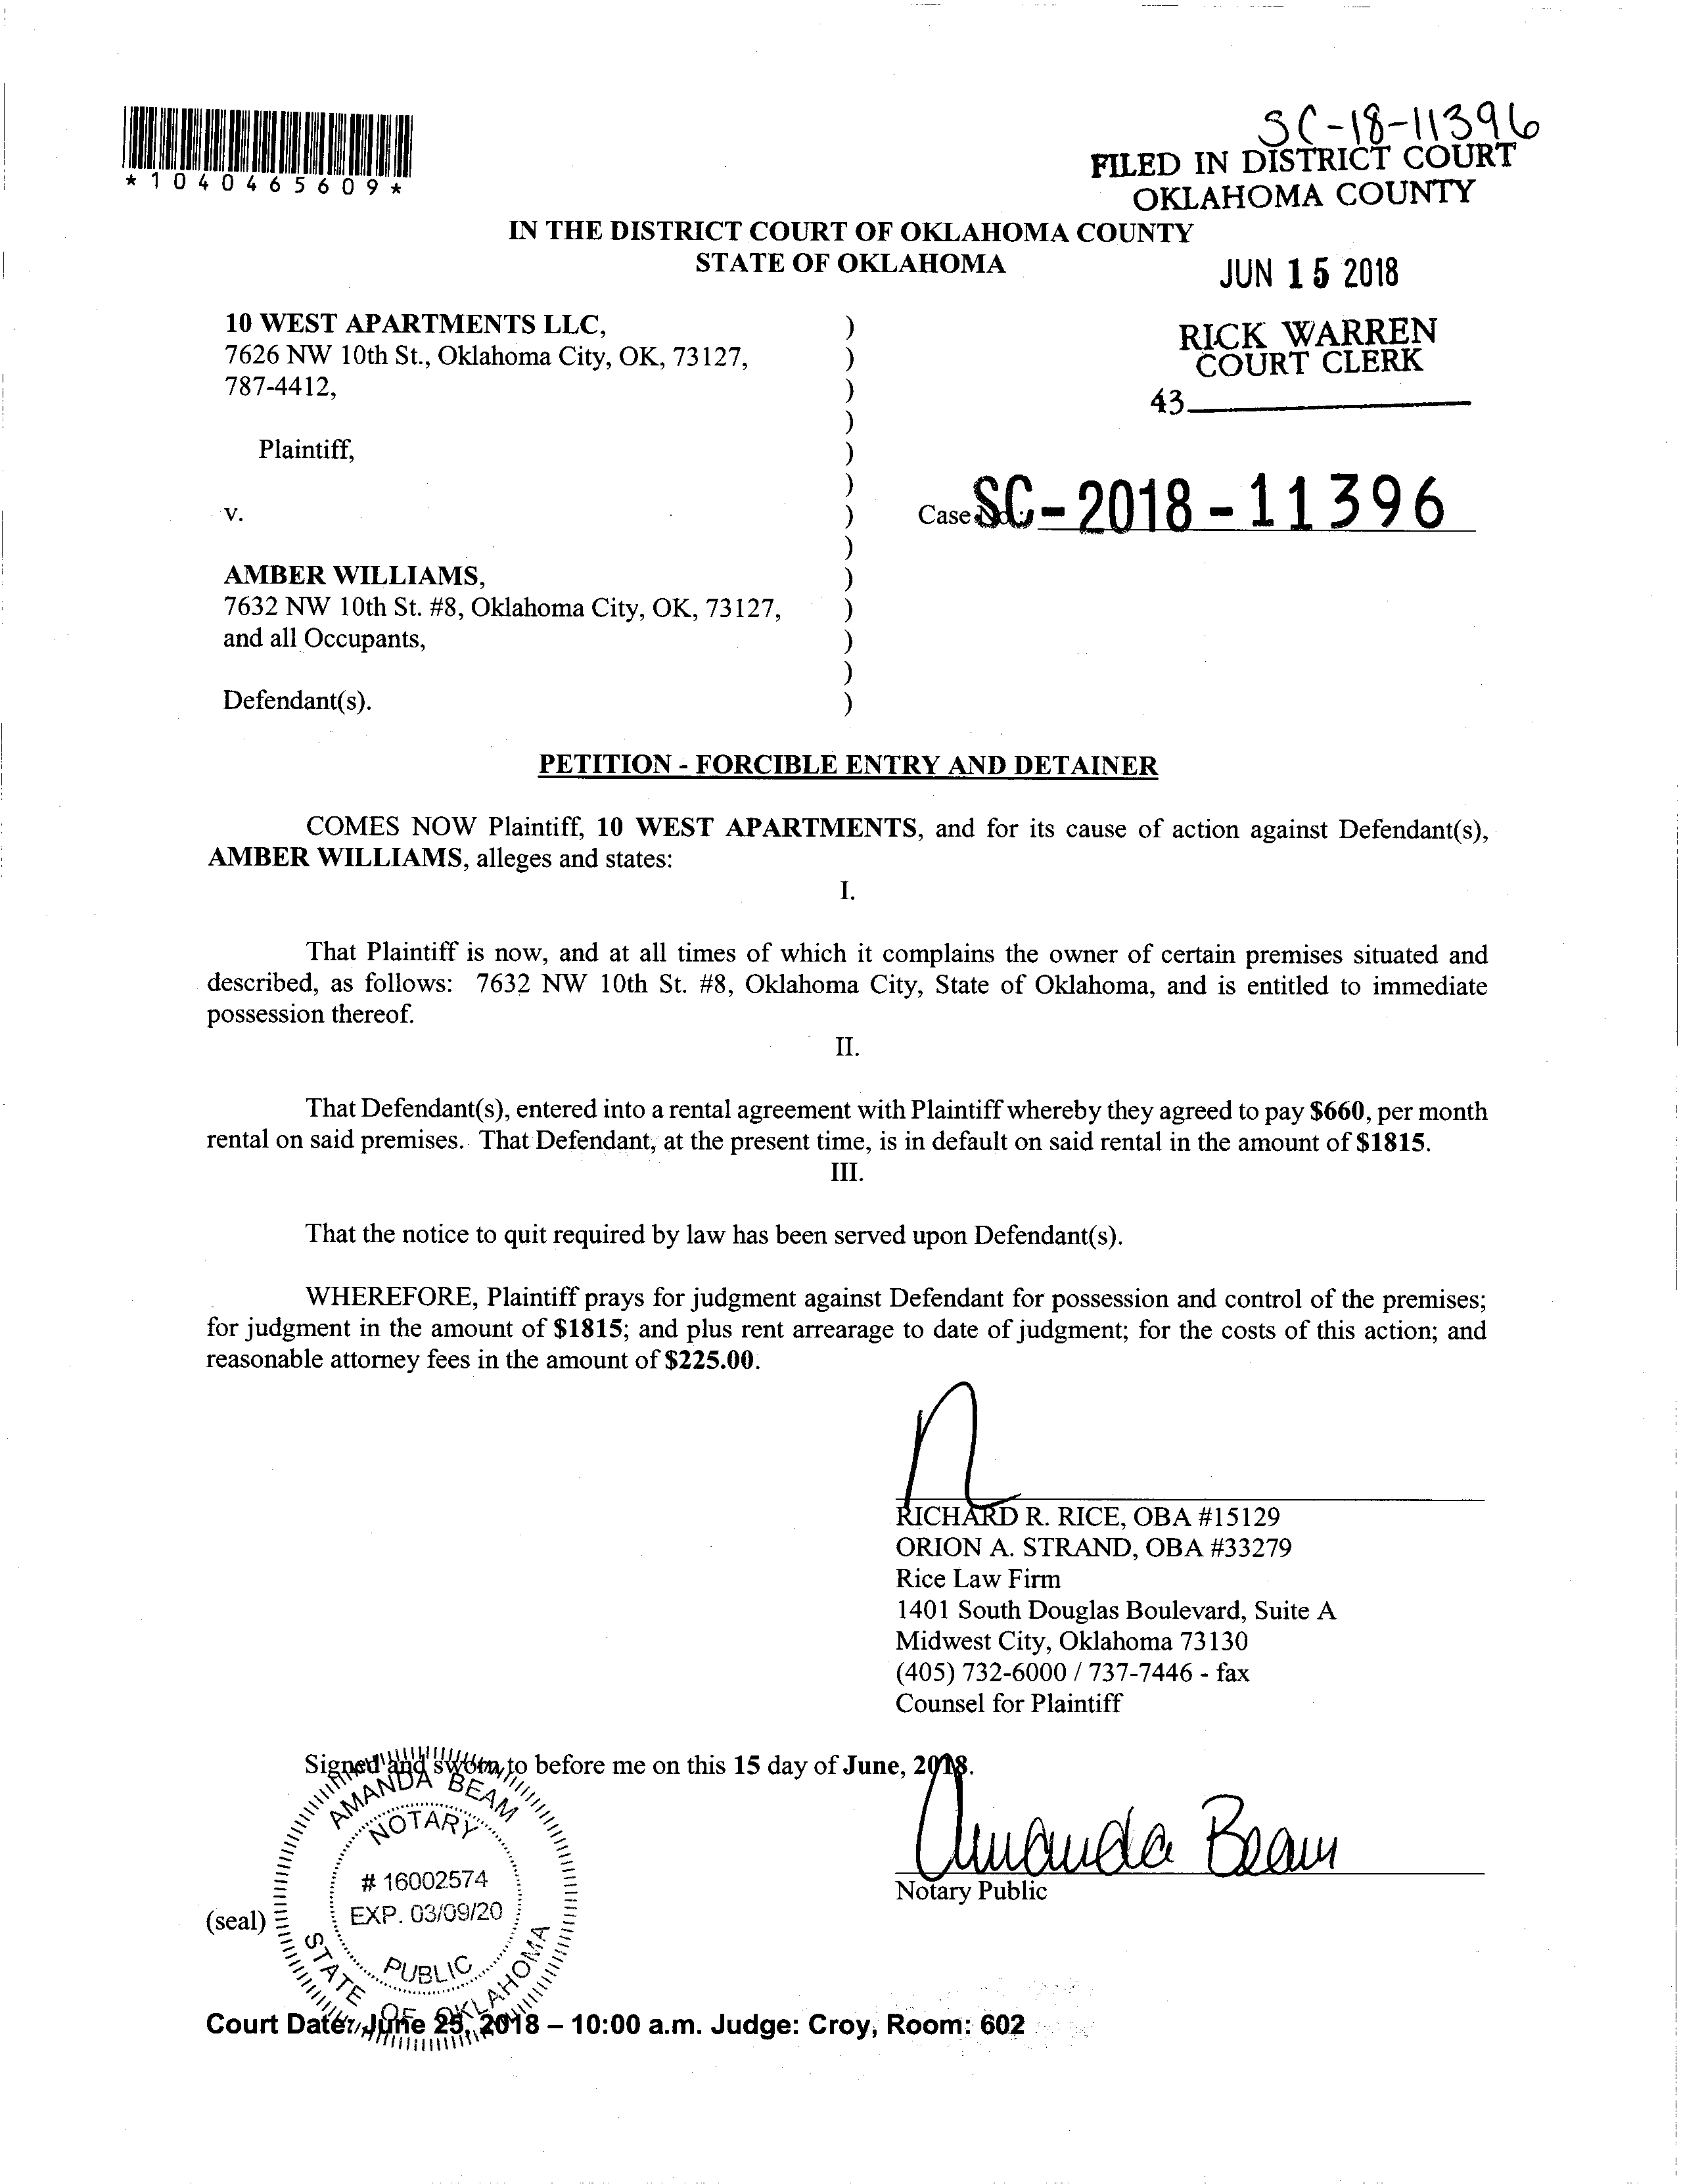 SC-18-11396
*1040465609*
FILED IN DISTRICT COURT
OKLAHOMA COUNTY
IN THE DISTRICT COURT OF OKLAHOMA COUNTY
STATE OF OKLAHOMA
JUN 15 2018
RICK WARREN
COURT CLERK
43
10 WEST APARTMENTS LLC, )
7626 NW 10th St., Oklahoma City, OK, 73127, )
787-4412, )
)
Plaintiff, )
)
v. ) Case No. SC-2018-11396
)
AMBER WILLIAMS, )
7632 NW 10th St. #8, Oklahoma City, OK, 73127, )
and all Occupants, )
)
Defendant(s). )
PETITION - FORCIBLE ENTRY AND DETAINER
COMES NOW Plaintiff, 10 WEST APARTMENTS, and for its cause of action against Defendant(s),
AMBER WILLIAMS, alleges and states:
I.
That Plaintiff is now, and at all times of which it complains the owner of certain premises situated and
described, as follows: 7632 NW 10th St. #8, Oklahoma City, State of Oklahoma, and is entitled to immediate
possession thereof.
II.
That Defendant(s), entered into a rental agreement with Plaintiff whereby they agreed to pay $660, per month
rental on said premises. That Defendant, at the present time, is in default on said rental in the amount of $1815.
III.
That the notice to quit required by law has been served upon Defendant(s).
WHEREFORE, Plaintiff prays for judgment against Defendant for possession and control of the premises;
for judgment in the amount of $1815; and plus rent arrearage to date of judgment; for the costs of this action; and
reasonable attorney fees in the amount of $225.00.
RICHARD R. RICE, OBA #15129
ORION A. STRAND, OBA #33279
Rice Law Firm
1401 South Douglas Boulevard, Suite A
Midwest City, Oklahoma 73130
(405) 732-6000 / 737-7446 - fax
Counsel for Plaintiff
Signed and sworn to before me on this 15 day of June, 2018.
Amanda Beam
Notary Public
(seal)
AMANDA BEAM
NOTARY
# 16002574
EXP. 03/09/20
PUBLIC
STATE OF OKLAHOMA
Court Date: June 25, 2018 – 10:00 a.m. Judge: Croy, Room: 602